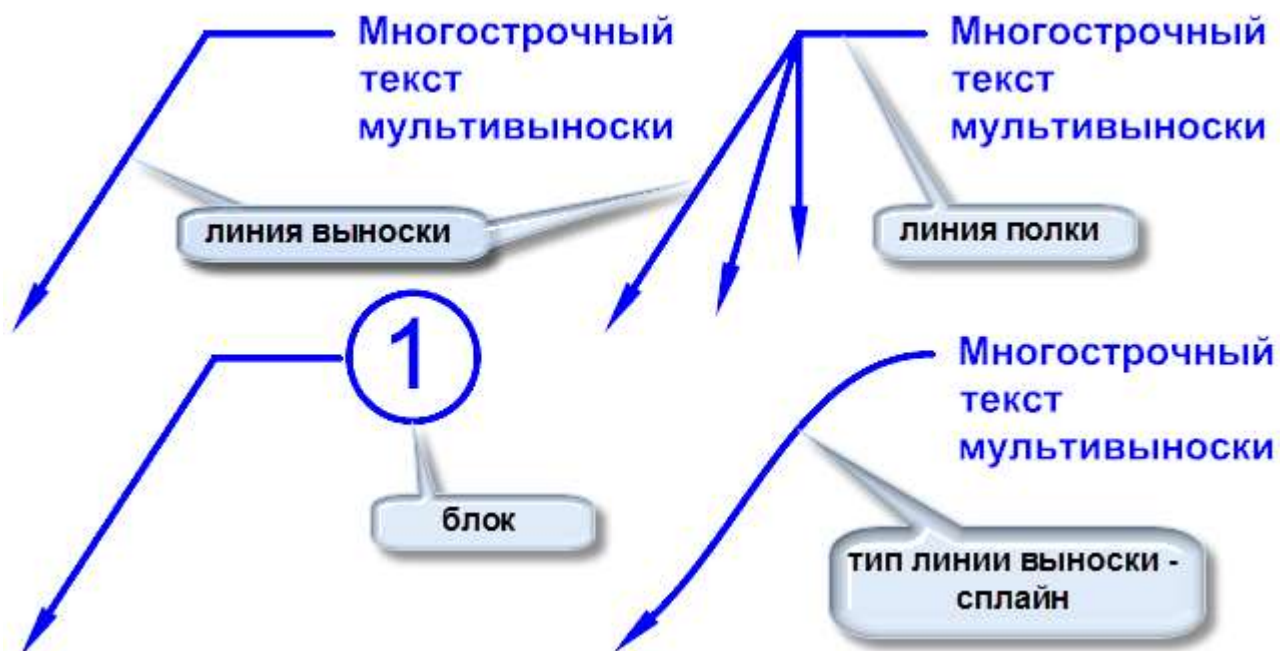 Многострочный
текст
мультивыноски
Многострочный
текст
мультивыноски
линия выноски
линия полки
1
блок
Многострочный
текст
мультивыноски
тип линии выноски -
сплайн